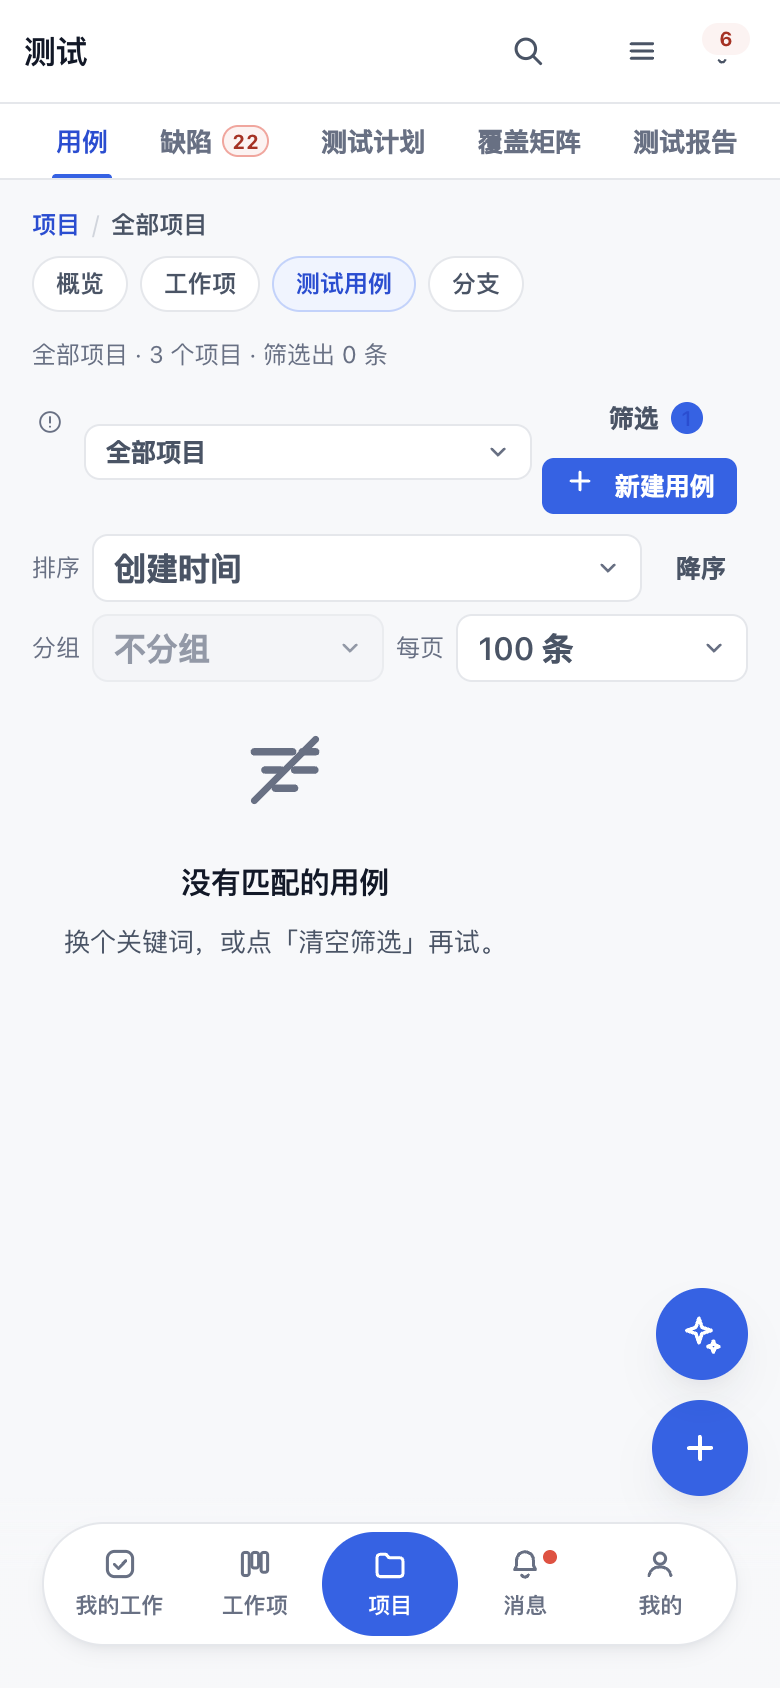 测试
6
用例 缺陷 22 测试计划 覆盖矩阵 测试报告
项目 / 全部项目
概览 工作项 测试用例 分支
全部项目 · 3 个项目 · 筛选出 0 条
筛选 1
全部项目
新建用例
排序 创建时间 降序
分组 不分组 每页 100 条
没有匹配的用例
换个关键词，或点「清空筛选」再试。
我的工作 工作项 项目 消息 我的